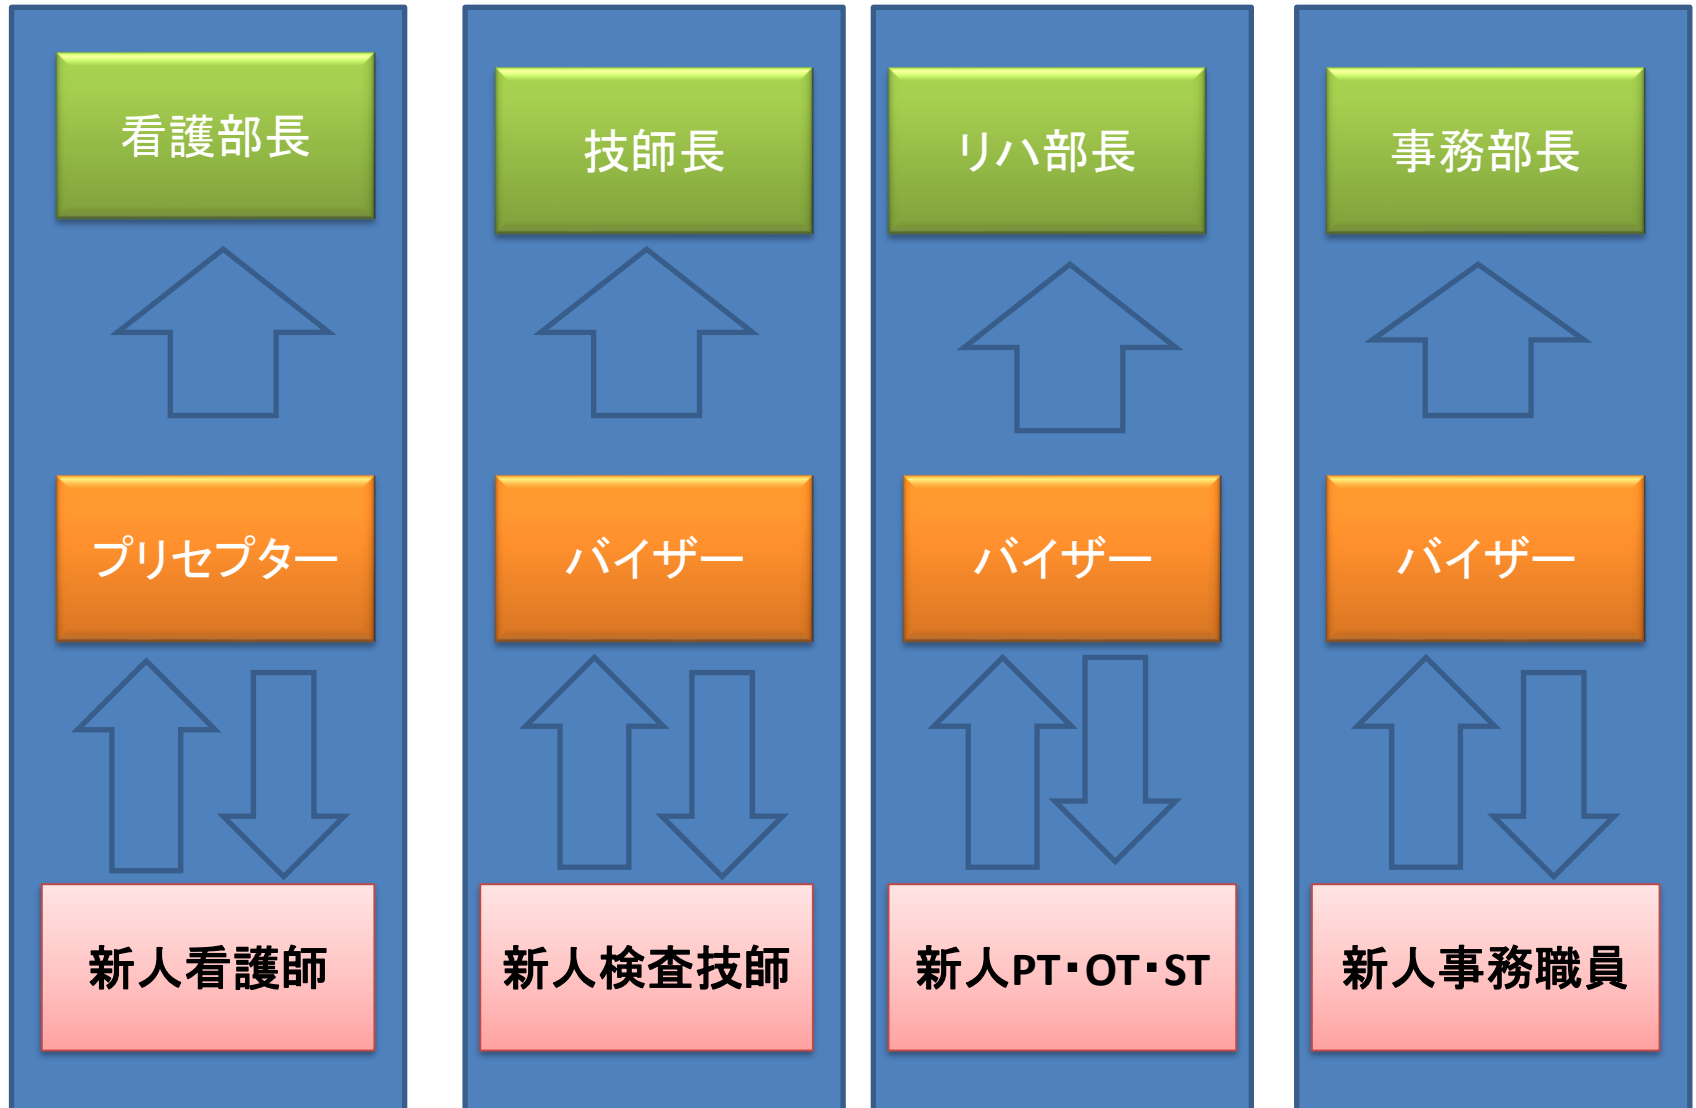 看護部長
技師長
リハ部長
事務部長
プリセプター
バイザー
バイザー
バイザー
新人看護師
新人検査技師
新人PT・OT・ST
新人事務職員